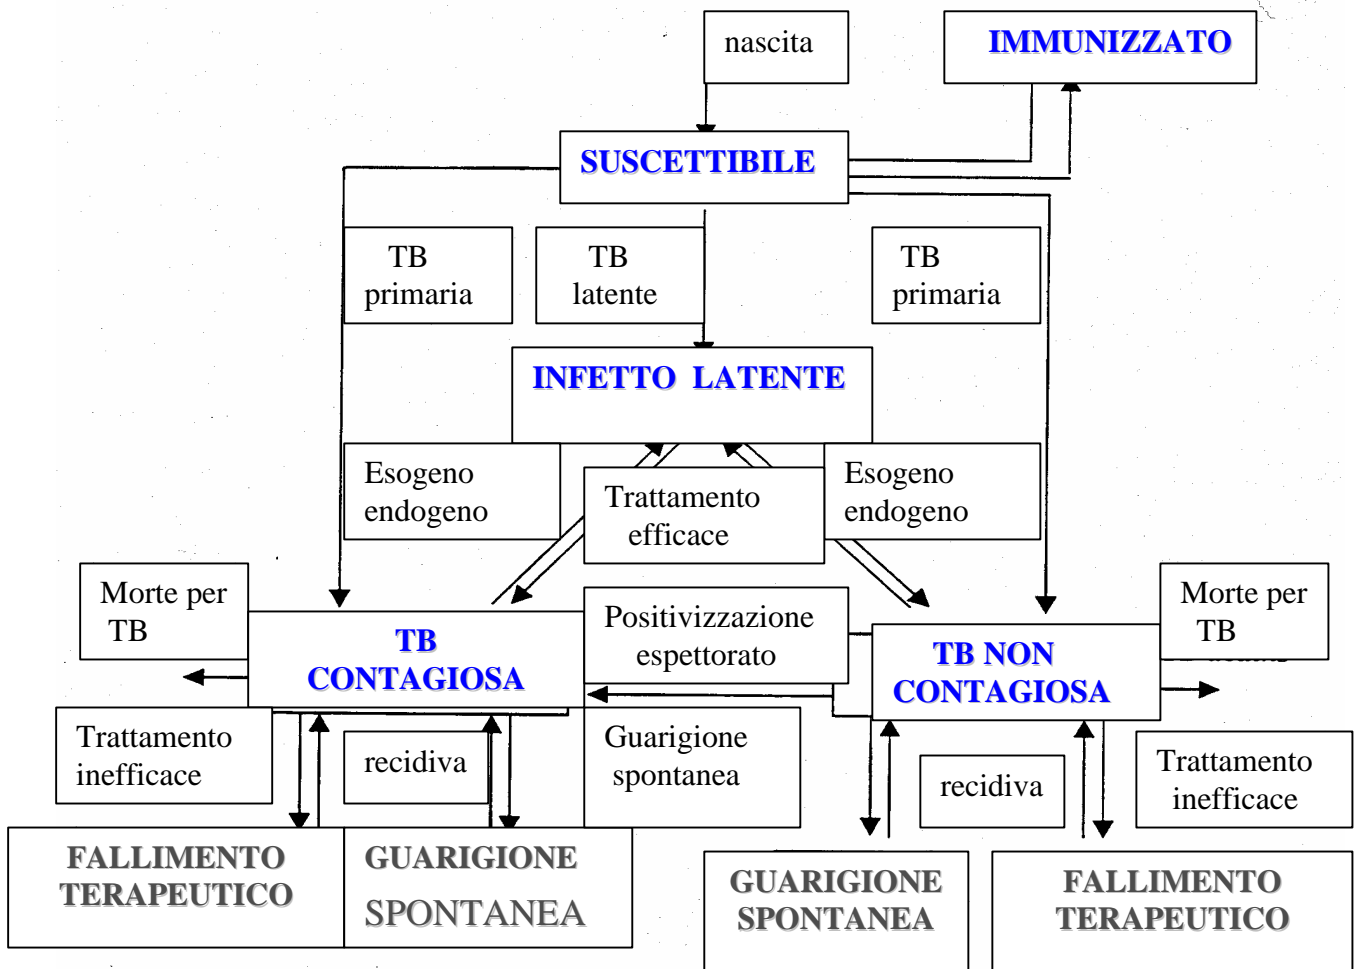 nascita
IMMUNIZZATO
SUSCETTIBILE
TB
primaria
TB
latente
TB
primaria
INFETTO LATENTE
Esogeno
endogeno
Trattamento
efficace
Esogeno
endogeno
Morte per
TB
TB
CONTAGIOSA
Positivizzazione
espettorato
TB NON
CONTAGIOSA
Morte per
TB
Trattamento
inefficace
recidiva
Guarigione
spontanea
recidiva
Trattamento
inefficace
FALLIMENTO
TERAPEUTICO
GUARIGIONE
SPONTANEA
GUARIGIONE
SPONTANEA
FALLIMENTO
TERAPEUTICO